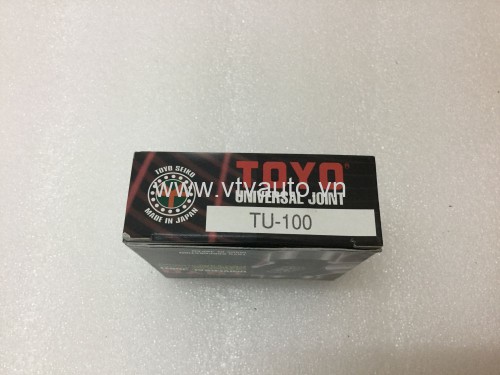 TOYO SEIKO
MADE IN JAPAN
TOYO®
UNIVERSAL JOINT
TU-100
www.vtvauto.vn